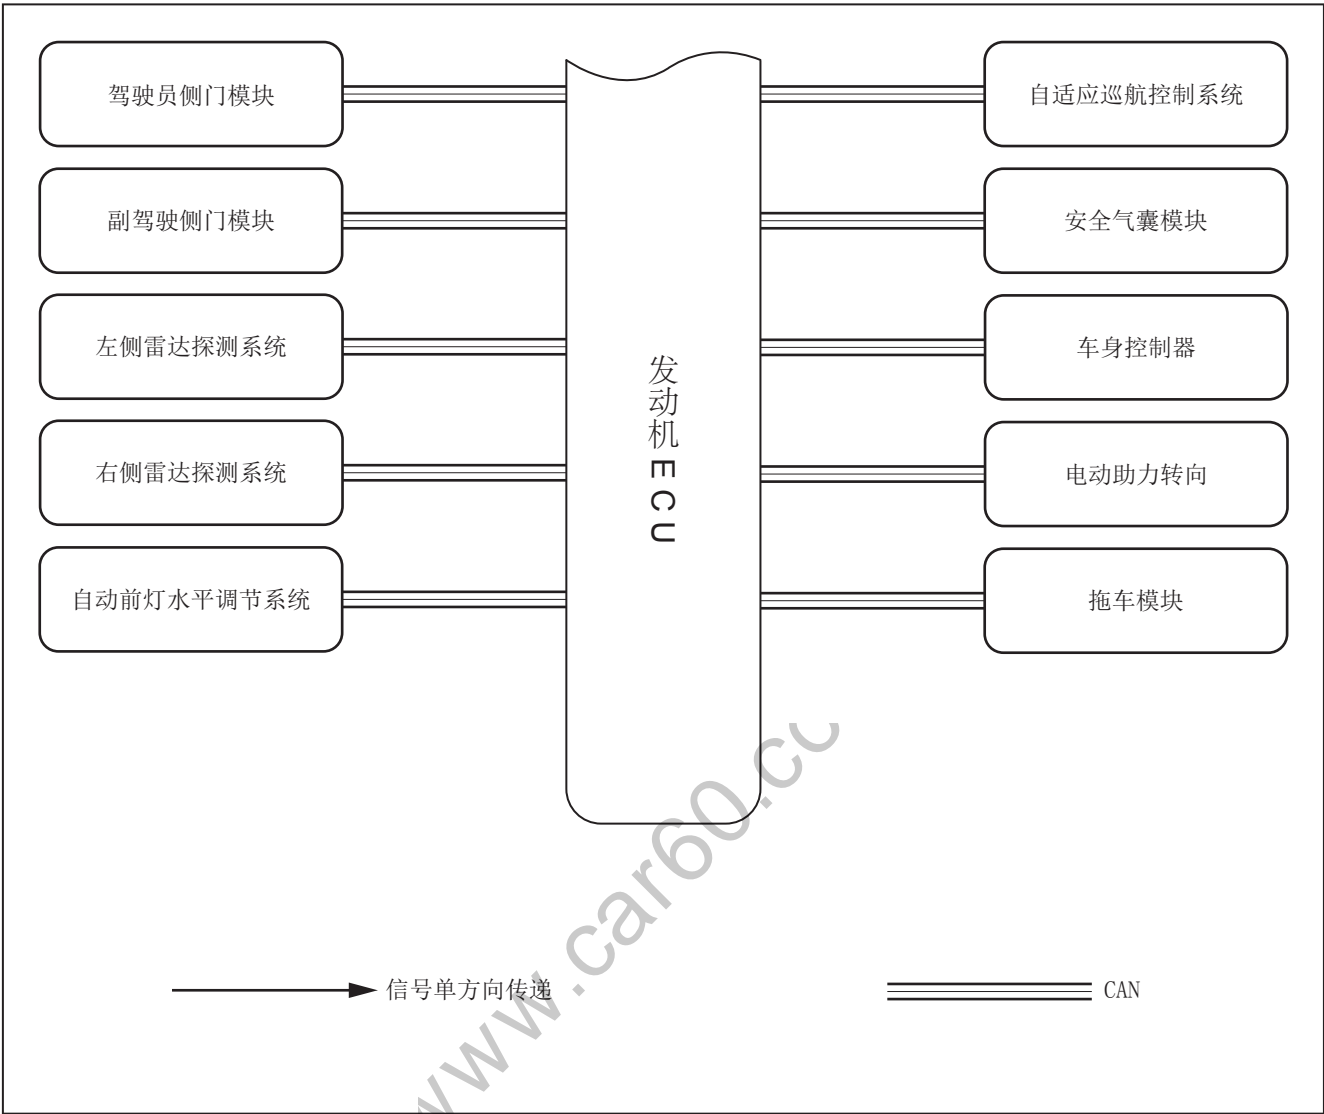 驾驶员侧门模块
自适应巡航控制系统
副驾驶侧门模块
安全气囊模块
左侧雷达探测系统
车身控制器
发动机ECU
右侧雷达探测系统
电动助力转向
自动前灯水平调节系统
拖车模块
信号单方向传递
CAN
www.car60.co